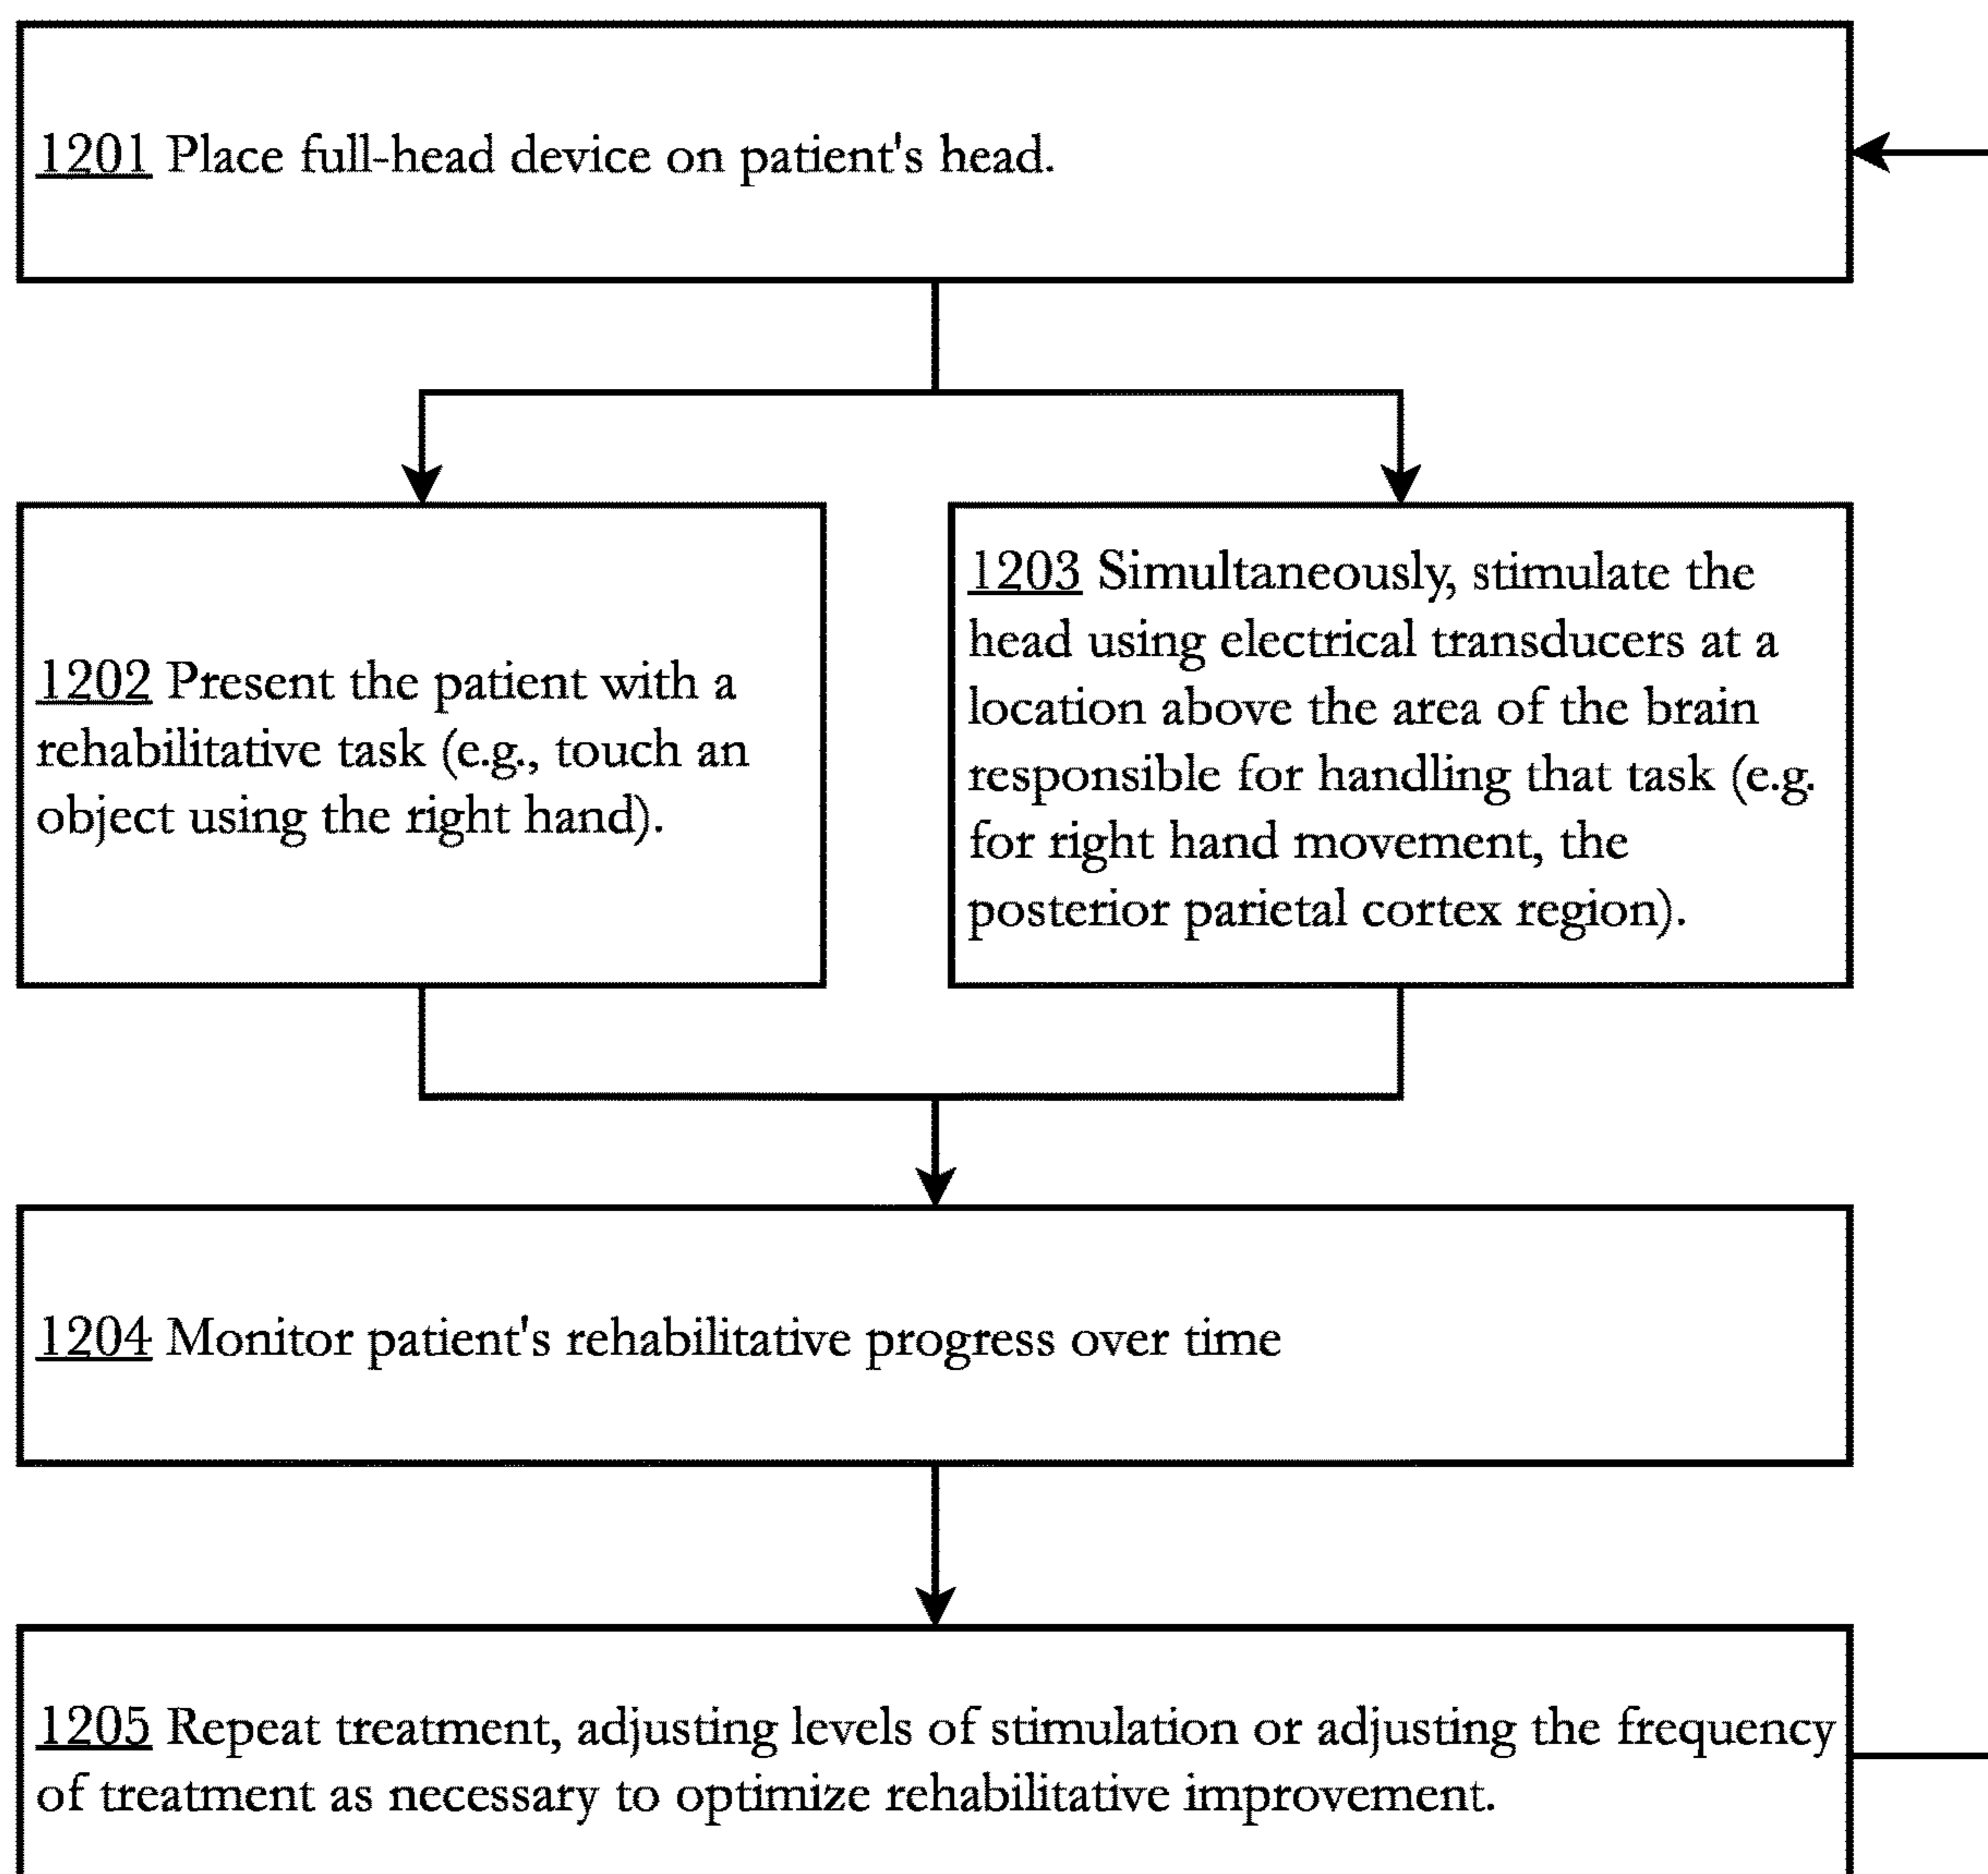 1201 Place full-head device on patient's head.
1202 Present the patient with a
rehabilitative task (e.g., touch an
object using the right hand).
1203 Simultaneously, stimulate the
head using electrical transducers at a
location above the area of the brain
responsible for handling that task (e.g.
for right hand movement, the
posterior parietal cortex region).
1204 Monitor patient's rehabilitative progress over time
1205 Repeat treatment, adjusting levels of stimulation or adjusting the frequency
of treatment as necessary to optimize rehabilitative improvement.